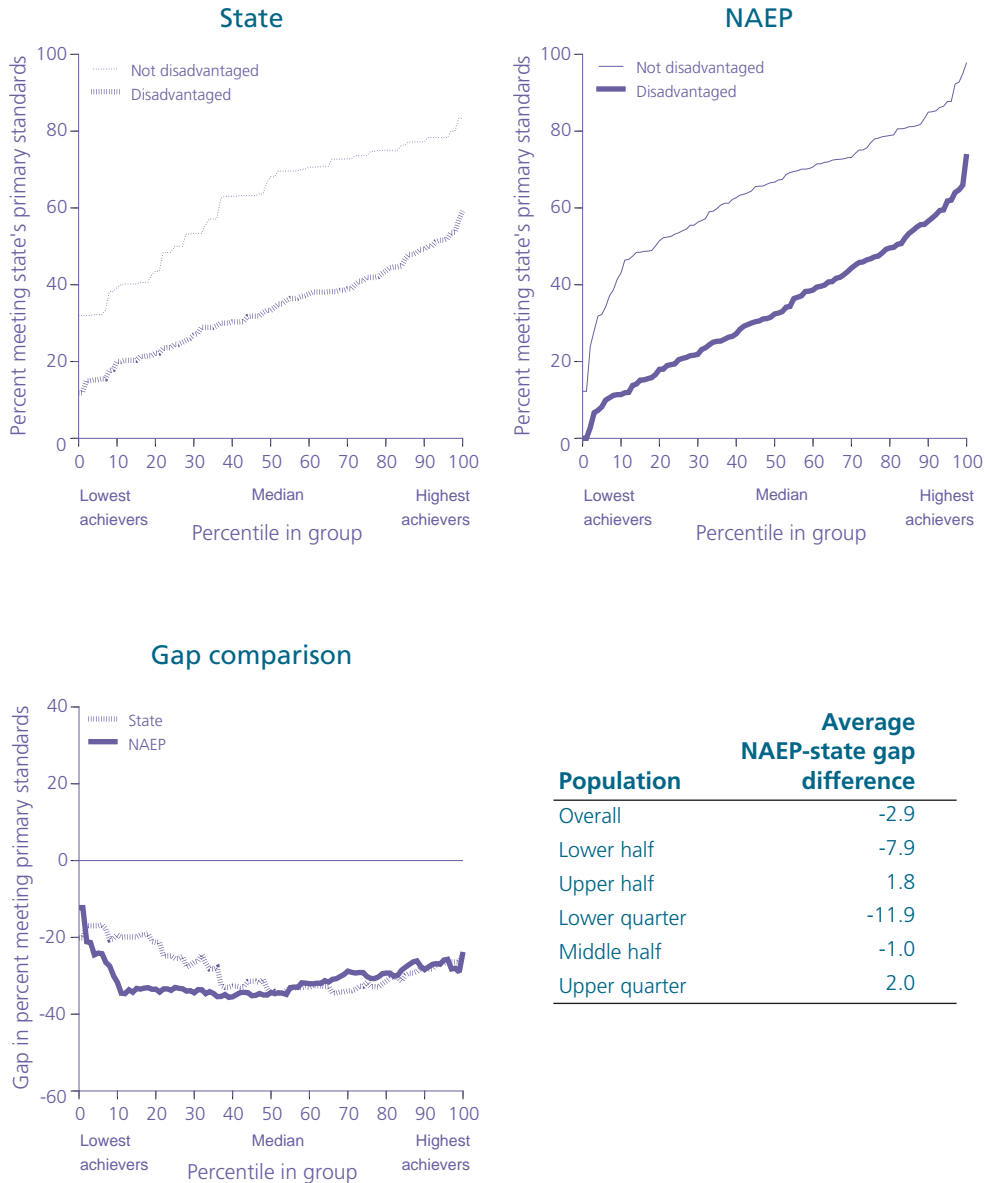 State
Percent meeting state's primary standards
100
80
60
40
20
0
Not disadvantaged
Disadvantaged
0 10 20 30 40 50 60 70 80 90 100
Lowest achievers
Median
Highest achievers
Percentile in group
NAEP
Percent meeting state's primary standards
100
80
60
40
20
0
Not disadvantaged
Disadvantaged
0 10 20 30 40 50 60 70 80 90 100
Lowest achievers
Median
Highest achievers
Percentile in group
Gap comparison
Gap in percent meeting primary standards
40
20
0
-20
-40
-60
State
NAEP
0 10 20 30 40 50 60 70 80 90 100
Lowest achievers
Median
Highest achievers
Percentile in group
Average
NAEP-state gap
Population difference
Overall -2.9
Lower half -7.9
Upper half 1.8
Lower quarter -11.9
Middle half -1.0
Upper quarter 2.0